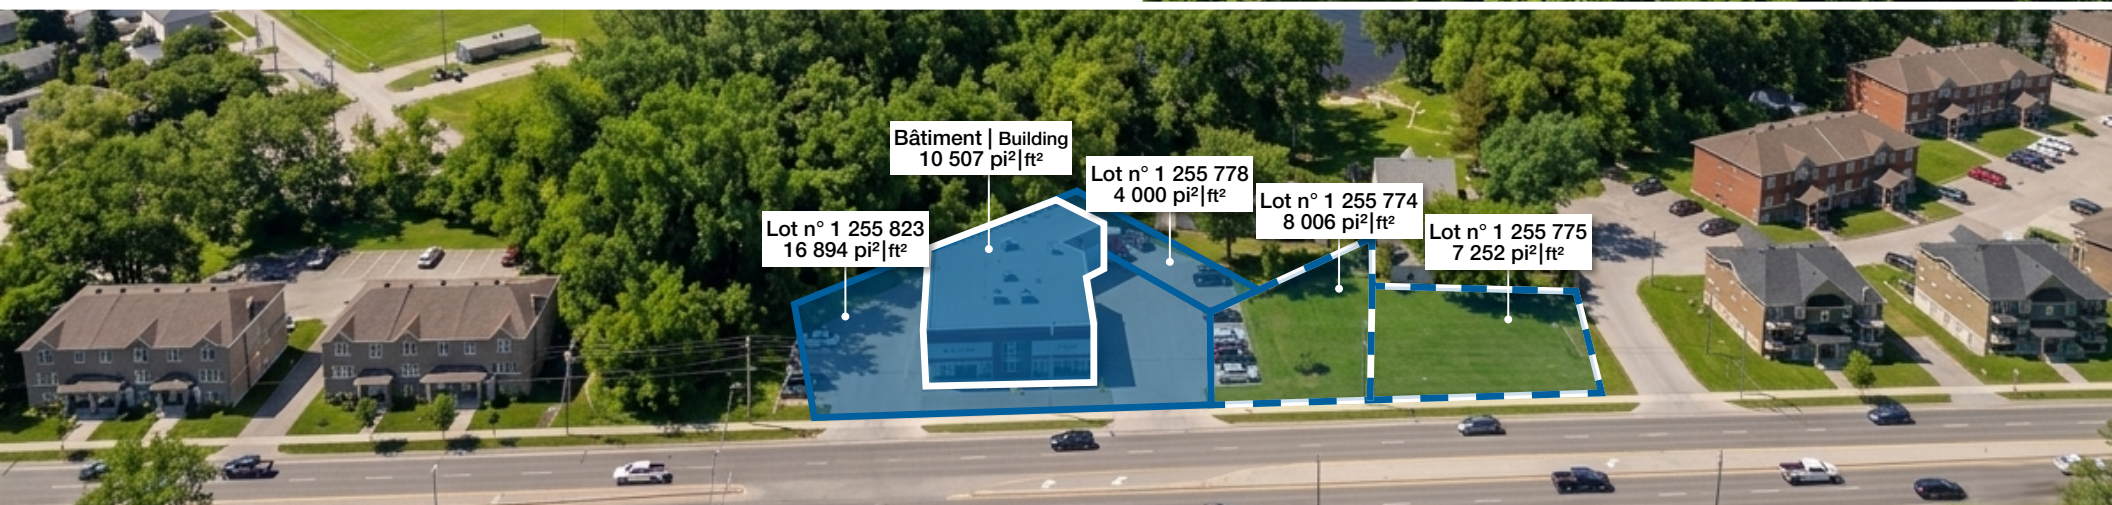 Bâtiment | Building
10 507 pi²|ft²
Lot n° 1 255 778
4 000 pi²|ft²
Lot n° 1 255 774
8 006 pi²|ft²
Lot n° 1 255 823
16 894 pi²|ft²
Lot n° 1 255 775
7 252 pi²|ft²